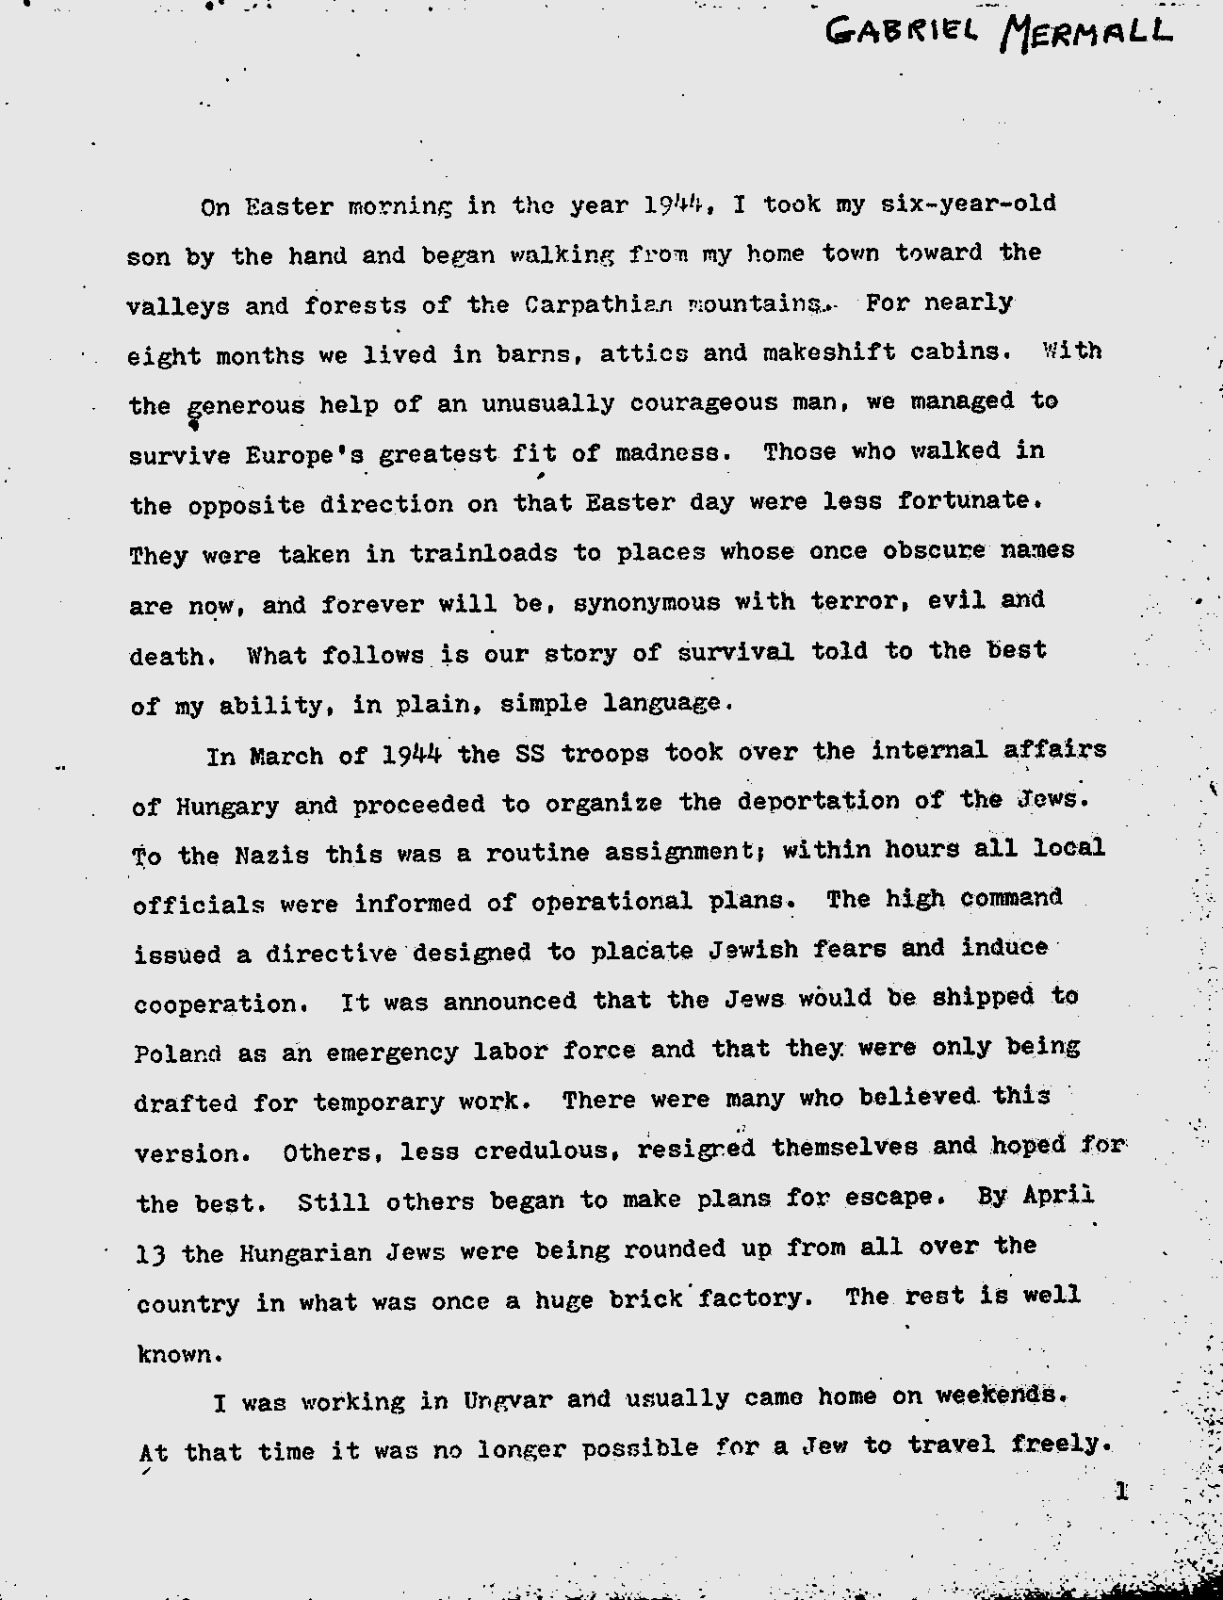 GABRIEL MERMALL
On Easter morning in the year 1944, I took my six-year-old
son by the hand and began walking from my home town toward the
valleys and forests of the Carpathian mountains. For nearly
eight months we lived in barns, attics and makeshift cabins. With
the generous help of an unusually courageous man, we managed to
survive Europe's greatest fit of madness. Those who walked in
the opposite direction on that Easter day were less fortunate.
They were taken in trainloads to places whose once obscure names
are now, and forever will be, synonymous with terror, evil and
death. What follows is our story of survival told to the best
of my ability, in plain, simple language.
In March of 1944 the SS troops took over the internal affairs
of Hungary and proceeded to organize the deportation of the Jews.
To the Nazis this was a routine assignment; within hours all local
officials were informed of operational plans. The high command
issued a directive designed to placate Jewish fears and induce
cooperation. It was announced that the Jews would be shipped to
Poland as an emergency labor force and that they were only being
drafted for temporary work. There were many who believed this
version. Others, less credulous, resigned themselves and hoped for
the best. Still others began to make plans for escape. By April
13 the Hungarian Jews were being rounded up from all over the
country in what was once a huge brick factory. The rest is well
known.
I was working in Ungvar and usually came home on weekends.
At that time it was no longer possible for a Jew to travel freely.
1